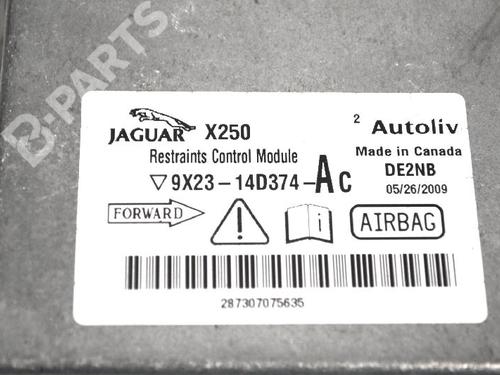 B-PARTS
JAGUAR X250
2 Autoliv
Restraints Control Module
Made in Canada
▽9X23-14D374-AC
DE2NB
05/26/2009
FORWARD
AIRBAG
287307075635